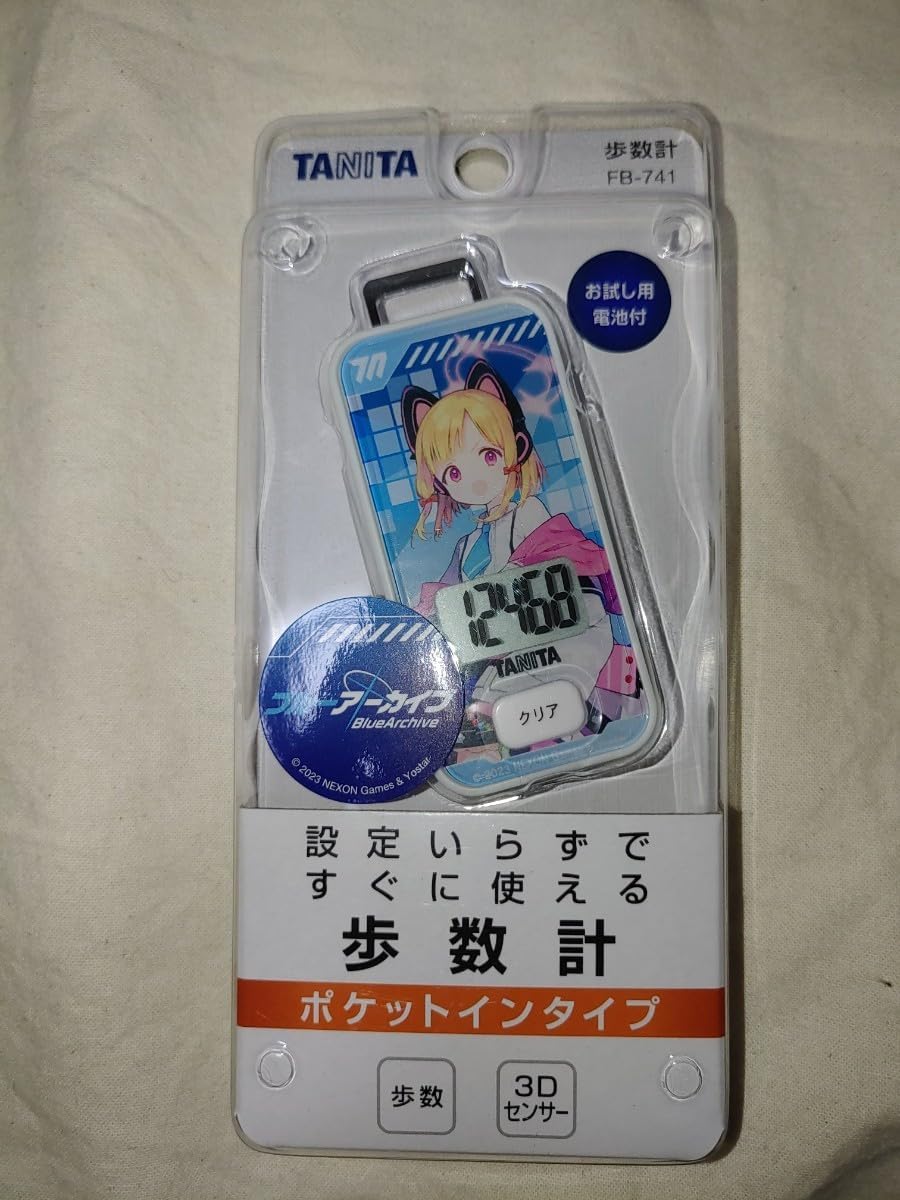 TANITA
歩数計
FB-741
お試し用
電池付
12468
TANITA
クリア
ブルーアーカイブ
BlueArchive
© 2023 NEXON Games & Yostar
© 2023 NEXON
設定いらずで
すぐに使える
歩数計
ポケットインタイプ
歩数
3D
センサー